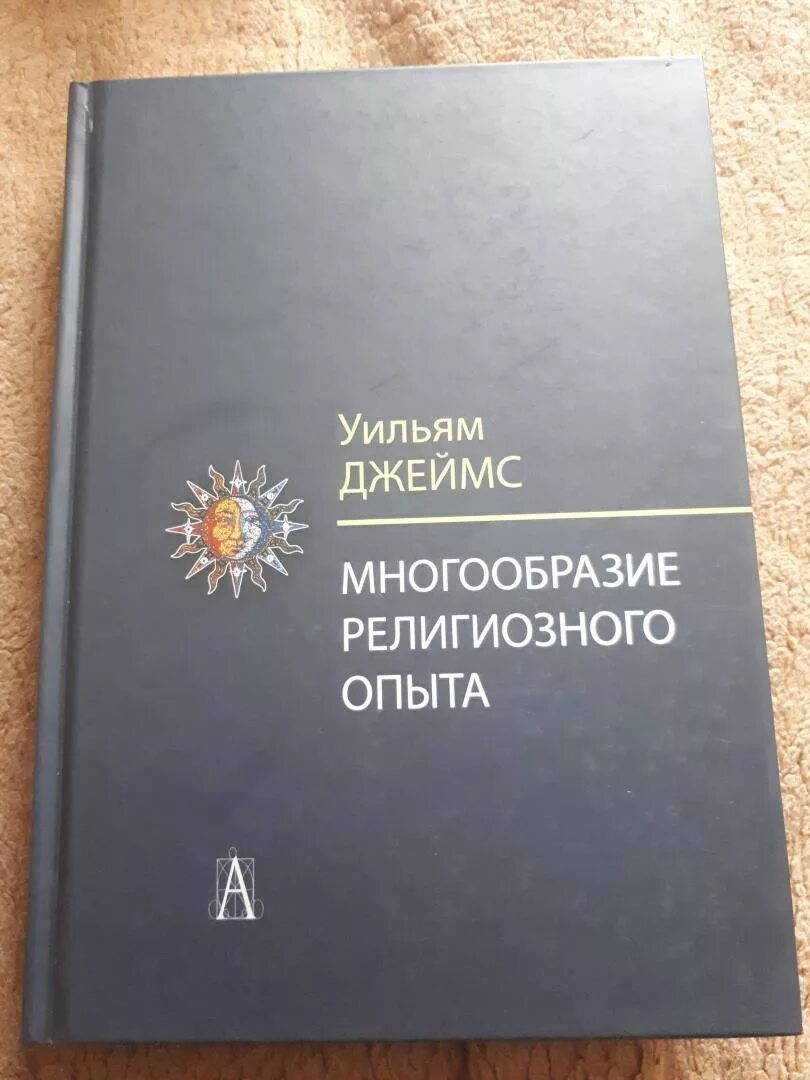 Уильям
ДЖЕЙМС
МНОГООБРАЗИЕ
РЕЛИГИОЗНОГО
ОПЫТА
А